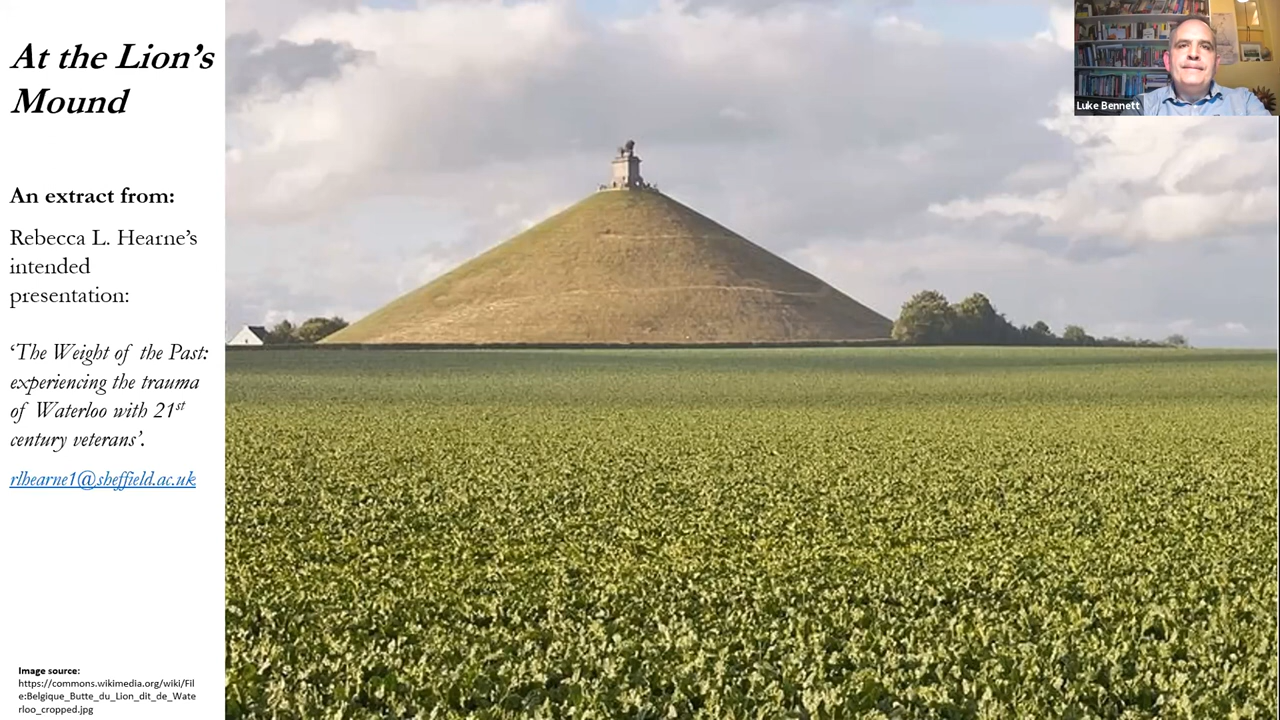 At the Lion’s
Mound
An extract from:
Rebecca L. Hearne’s
intended
presentation:
‘The Weight of the Past:
experiencing the trauma
of Waterloo with 21st
century veterans’.
rlhearne1@sheffield.ac.uk
Image source:
https://commons.wikimedia.org/wiki/Fil
e:Belgique_Butte_du_Lion_dit_de_Wate
rloo_cropped.jpg
Luke Bennett